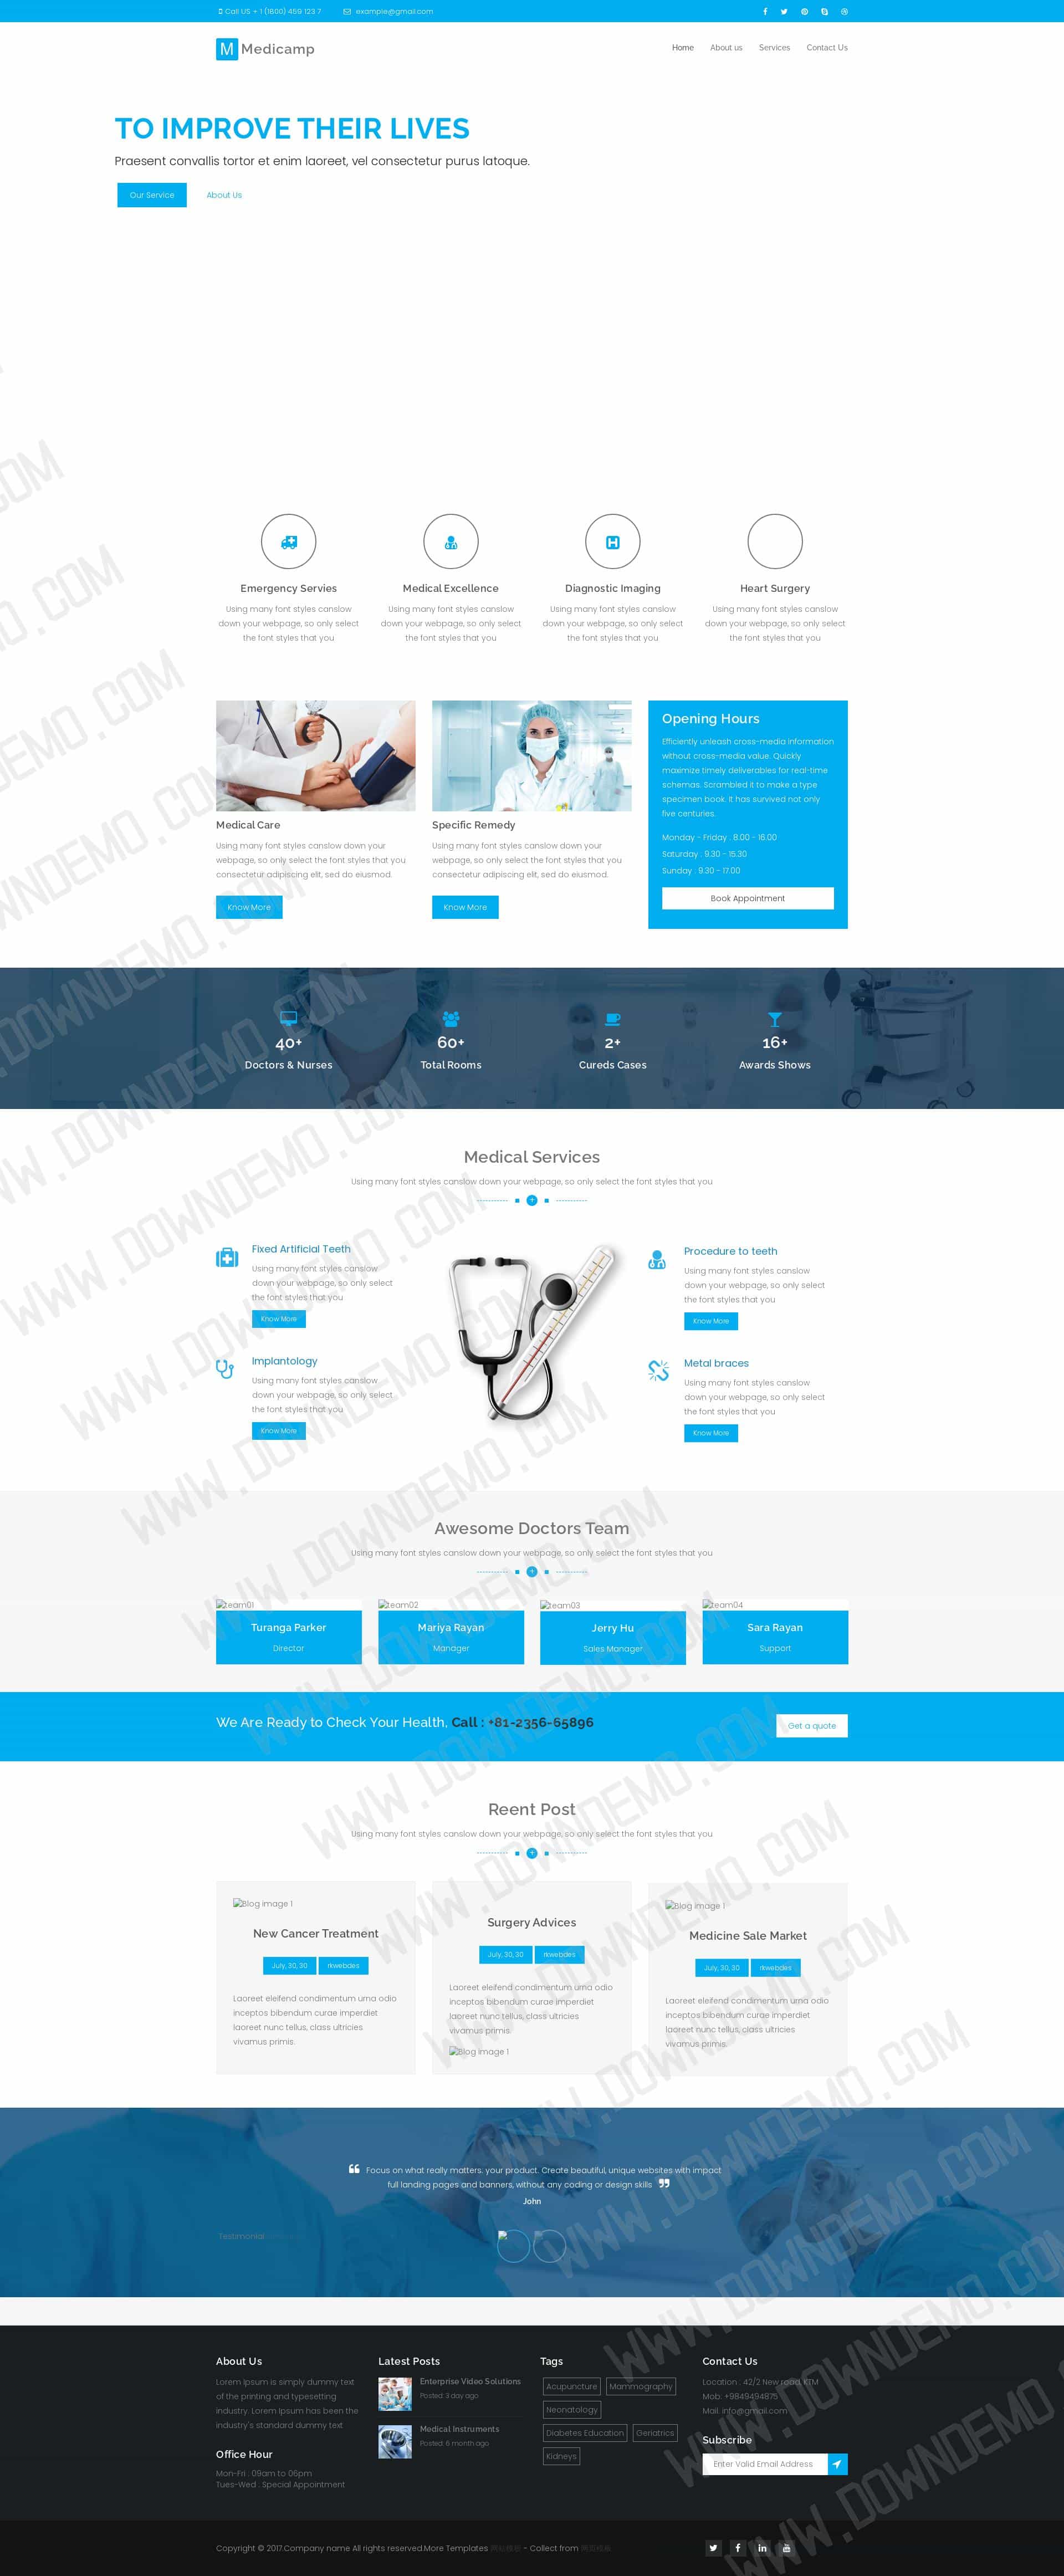 Call US + 1 (1800) 459 123 7
example@gmail.com
M Medicamp
Home About us Services Contact Us
TO IMPROVE THEIR LIVES
Praesent convallis tortor et enim laoreet, vel consectetur purus latoque.
Our Service About Us
Emergency Servies
Using many font styles canslow
down your webpage, so only select
the font styles that you
Medical Excellence
Using many font styles canslow
down your webpage, so only select
the font styles that you
Diagnostic Imaging
Using many font styles canslow
down your webpage, so only select
the font styles that you
Heart Surgery
Using many font styles canslow
down your webpage, so only select
the font styles that you
Medical Care
Using many font styles canslow down your
webpage, so only select the font styles that you
consectetur adipiscing elit, sed do eiusmod.
Know More
Specific Remedy
Using many font styles canslow down your
webpage, so only select the font styles that you
consectetur adipiscing elit, sed do eiusmod.
Know More
Opening Hours
Efficiently unleash cross-media information
without cross-media value. Quickly
maximize timely deliverables for real-time
schemas. Scrambled it to make a type
specimen book. It has survived not only
five centuries.
Monday - Friday : 8.00 - 16.00
Saturday : 9.30 - 15.30
Sunday : 9.30 - 17.00
Book Appointment
40+
Doctors & Nurses
60+
Total Rooms
2+
Cureds Cases
16+
Awards Shows
Medical Services
Using many font styles canslow down your webpage, so only select the font styles that you
Fixed Artificial Teeth
Using many font styles canslow
down your webpage, so only select
the font styles that you
Know More
Implantology
Using many font styles canslow
down your webpage, so only select
the font styles that you
Know More
Procedure to teeth
Using many font styles canslow
down your webpage, so only select
the font styles that you
Know More
Metal braces
Using many font styles canslow
down your webpage, so only select
the font styles that you
Know More
Awesome Doctors Team
Using many font styles canslow down your webpage, so only select the font styles that you
team01
Turanga Parker
Director
team02
Mariya Rayan
Manager
team03
Jerry Hu
Sales Manager
team04
Sara Rayan
Support
We Are Ready to Check Your Health, Call : +81-2356-65896
Get a quote
Reent Post
Using many font styles canslow down your webpage, so only select the font styles that you
Blog image 1
New Cancer Treatment
July, 30, 30 rkwebdes
Laoreet eleifend condimentum urna odio
inceptos bibendum curae imperdiet
laoreet nunc tellus, class ultricies
vivamus primis.
Surgery Advices
July, 30, 30 rkwebdes
Laoreet eleifend condimentum urna odio
inceptos bibendum curae imperdiet
laoreet nunc tellus, class ultricies
vivamus primis.
Blog image 1
Blog image 1
Medicine Sale Market
July, 30, 30 rkwebdes
Laoreet eleifend condimentum urna odio
inceptos bibendum curae imperdiet
laoreet nunc tellus, class ultricies
vivamus primis.
Focus on what really matters: your product. Create beautiful, unique websites with impact
full landing pages and banners, without any coding or design skills
John
Testimonial
About Us
Lorem Ipsum is simply dummy text
of the printing and typesetting
industry. Lorem Ipsum has been the
industry's standard dummy text
Office Hour
Mon-Fri : 09am to 06pm
Tues-Wed : Special Appointment
Latest Posts
Enterprise Video Solutions
Posted: 3 day ago
Medical Instruments
Posted: 6 month ago
Tags
Acupuncture Mammography
Neonatology
Diabetes Education Geriatrics
Kidneys
Contact Us
Location : 42/2 New road, KTM
Mob: +9849494875
Mail. info@gmail.com
Subscribe
Enter Valid Email Address
Copyright © 2017.Company name All rights reserved.More Templates 网站模板 - Collect from 网页模板
WWW.DOWNDEMO.COM